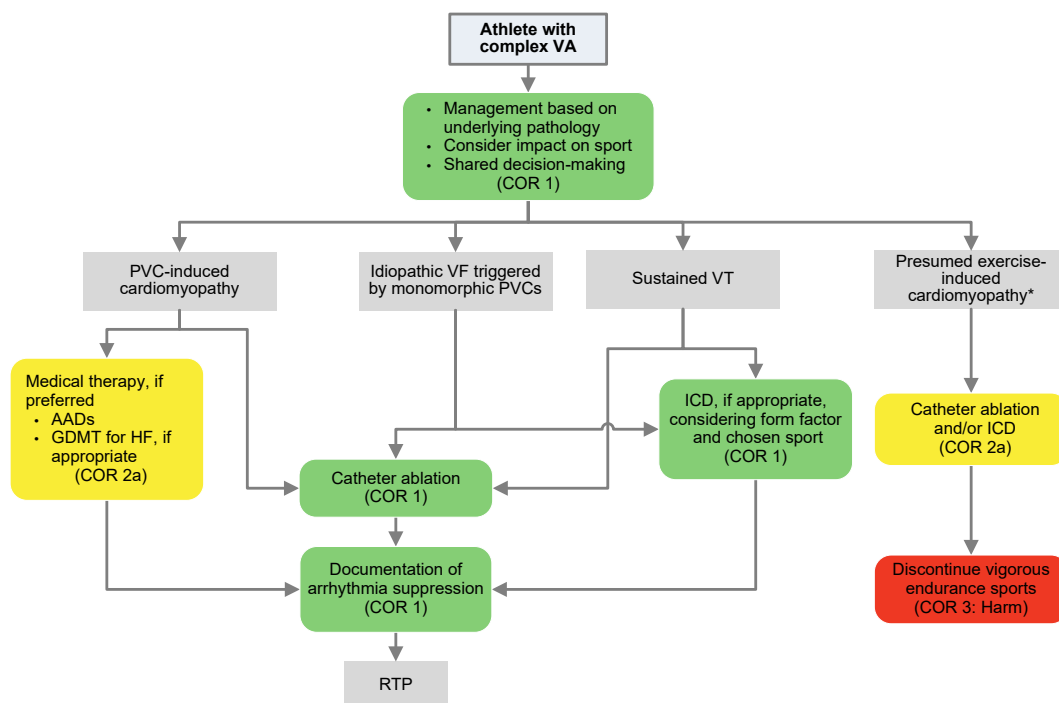 Athlete with
complex VA
• Management based on
underlying pathology
• Consider impact on sport
• Shared decision-making
(COR 1)
PVC-induced
cardiomyopathy
Idiopathic VF triggered
by monomorphic PVCs
Sustained VT
Presumed exercise-
induced
cardiomyopathy*
Medical therapy, if
preferred
• AADs
• GDMT for HF, if
appropriate
(COR 2a)
ICD, if appropriate,
considering form factor
and chosen sport
(COR 1)
Catheter ablation
and/or ICD
(COR 2a)
Catheter ablation
(COR 1)
Documentation of
arrhythmia suppression
(COR 1)
Discontinue vigorous
endurance sports
(COR 3: Harm)
RTP